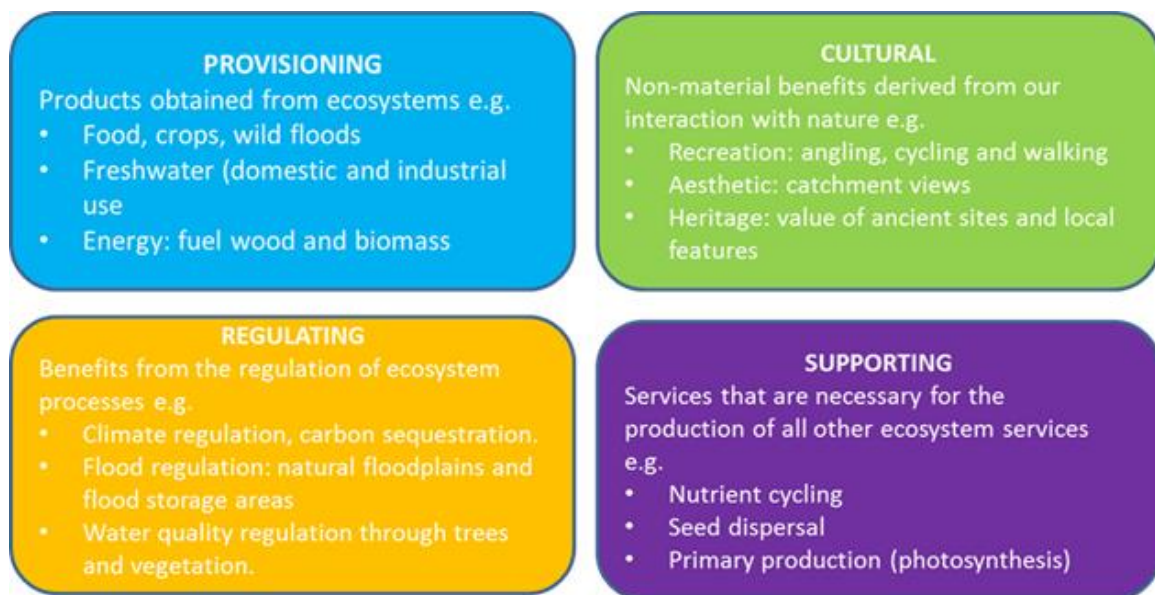 PROVISIONING
Products obtained from ecosystems e.g.
• Food, crops, wild floods
• Freshwater (domestic and industrial
use
• Energy: fuel wood and biomass
CULTURAL
Non-material benefits derived from our
interaction with nature e.g.
• Recreation: angling, cycling and walking
• Aesthetic: catchment views
• Heritage: value of ancient sites and local
features
REGULATING
Benefits from the regulation of ecosystem
processes e.g.
• Climate regulation, carbon sequestration.
• Flood regulation: natural floodplains and
flood storage areas
• Water quality regulation through trees
and vegetation.
SUPPORTING
Services that are necessary for the
production of all other ecosystem services
e.g.
• Nutrient cycling
• Seed dispersal
• Primary production (photosynthesis)